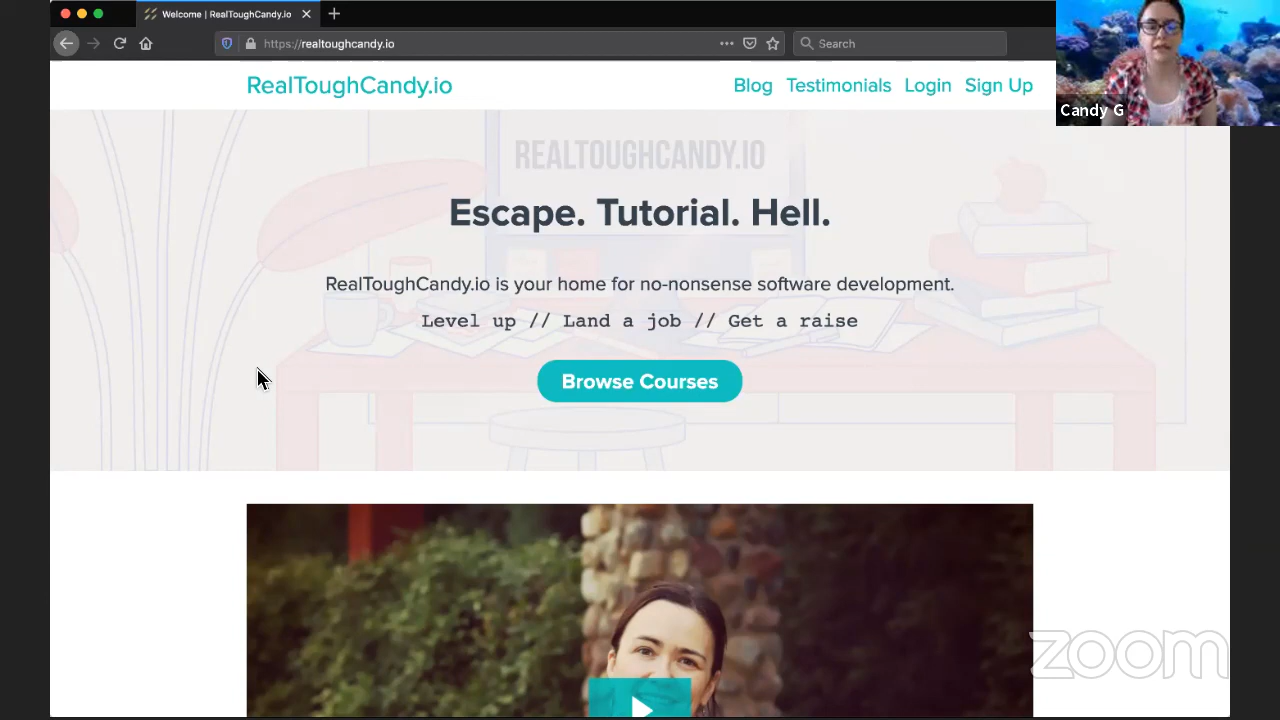 Welcome | RealToughCandy.io
https://realtoughcandy.io
Search
RealToughCandy.io
Blog
Testimonials
Login
Sign Up
Candy G
REALTOUGHCANDY.IO
Escape. Tutorial. Hell.
RealToughCandy.io is your home for no-nonsense software development.
Level up // Land a job // Get a raise
Browse Courses
zoom